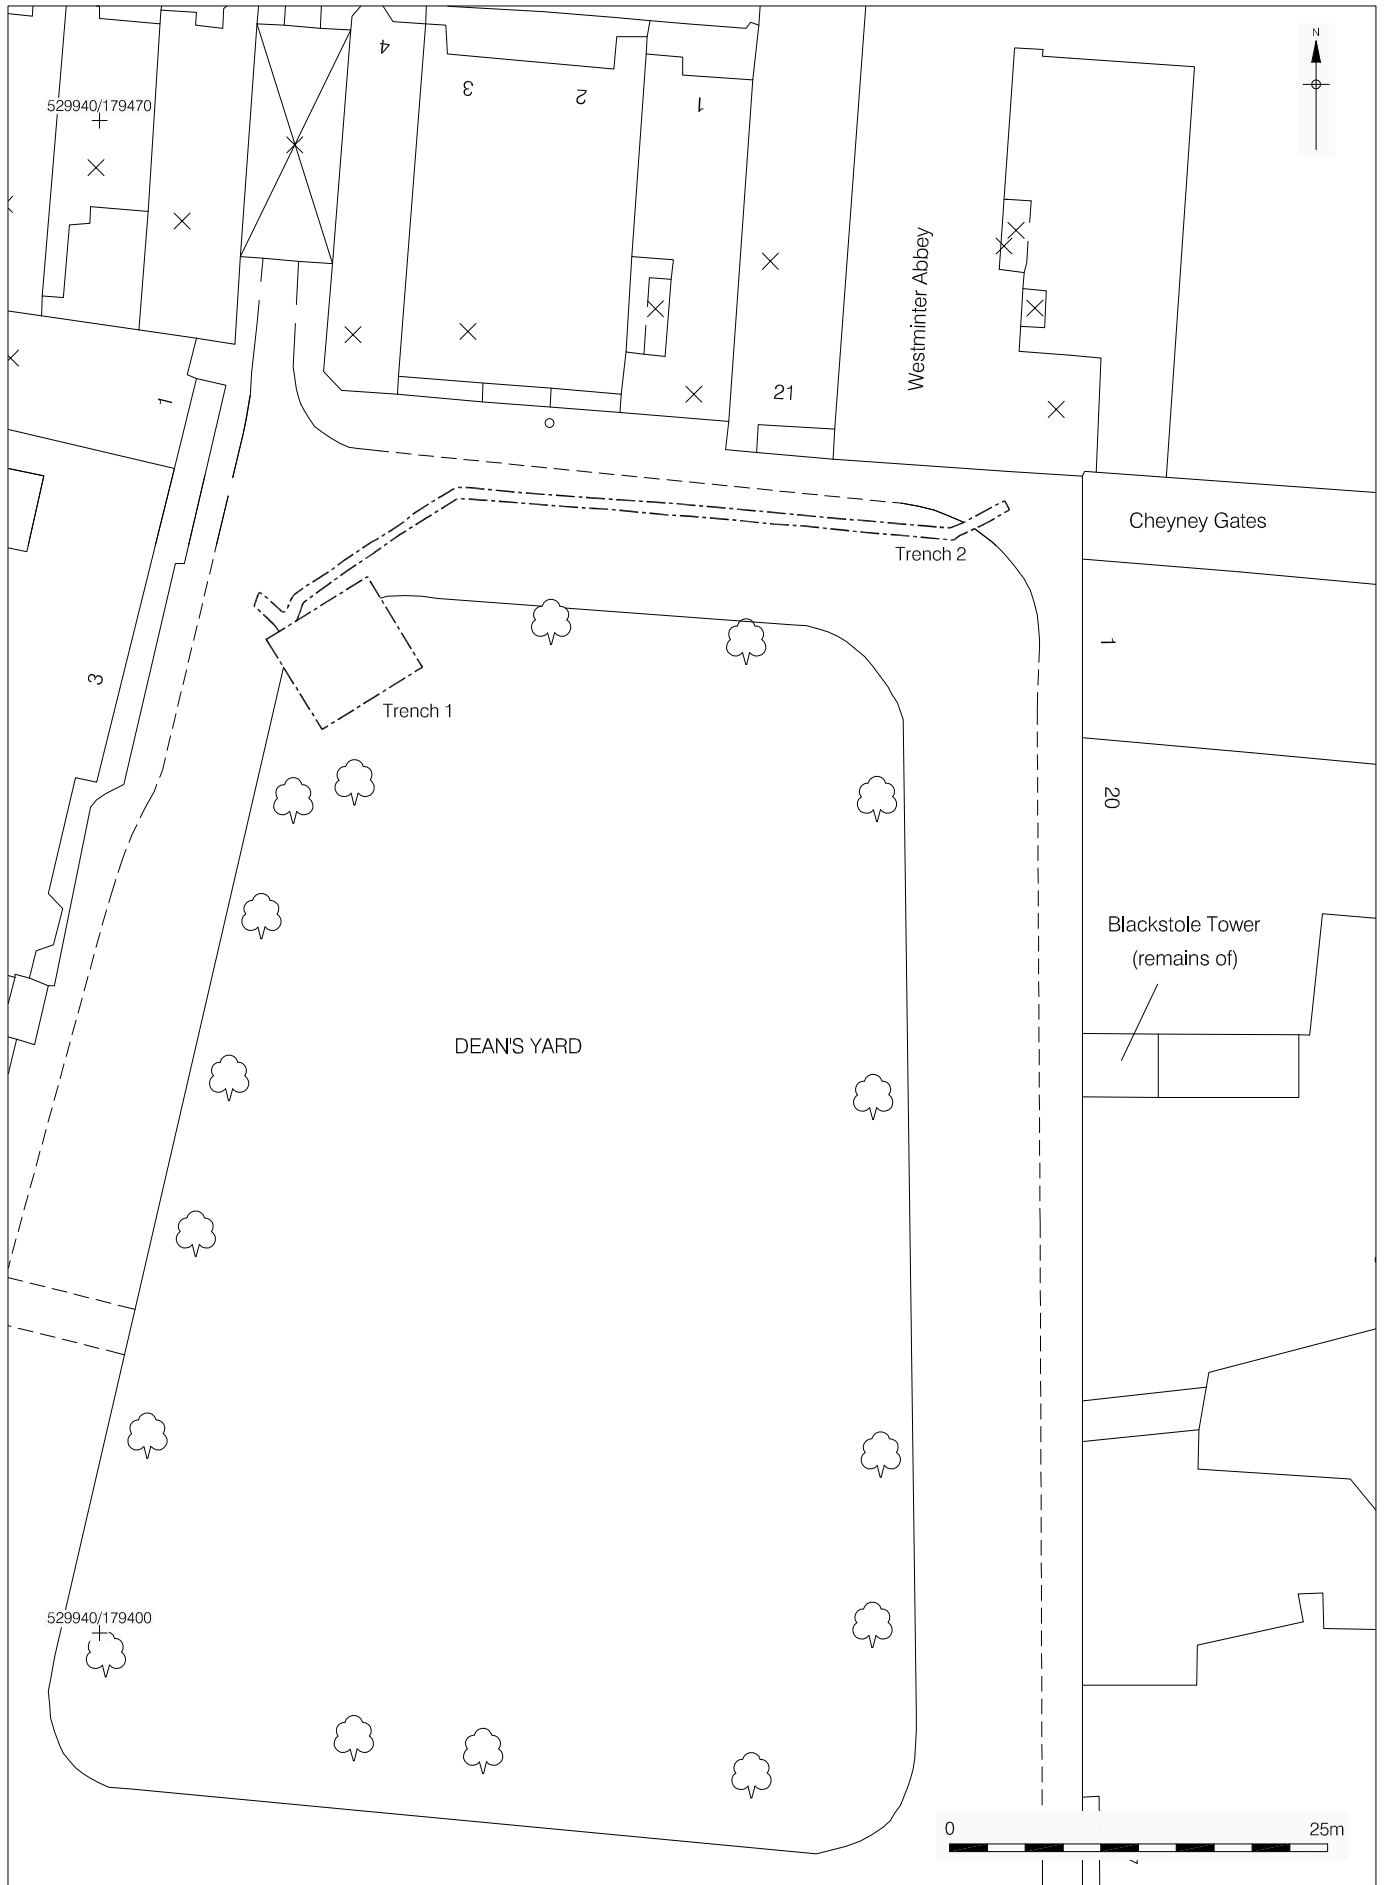 N
4
3
2
1
529940/179470
Westminter Abbey
1
21
Cheyney Gates
Trench 2
1
3
Trench 1
20
Blackstole Tower
(remains of)
DEAN'S YARD
529940/179400
0 25m